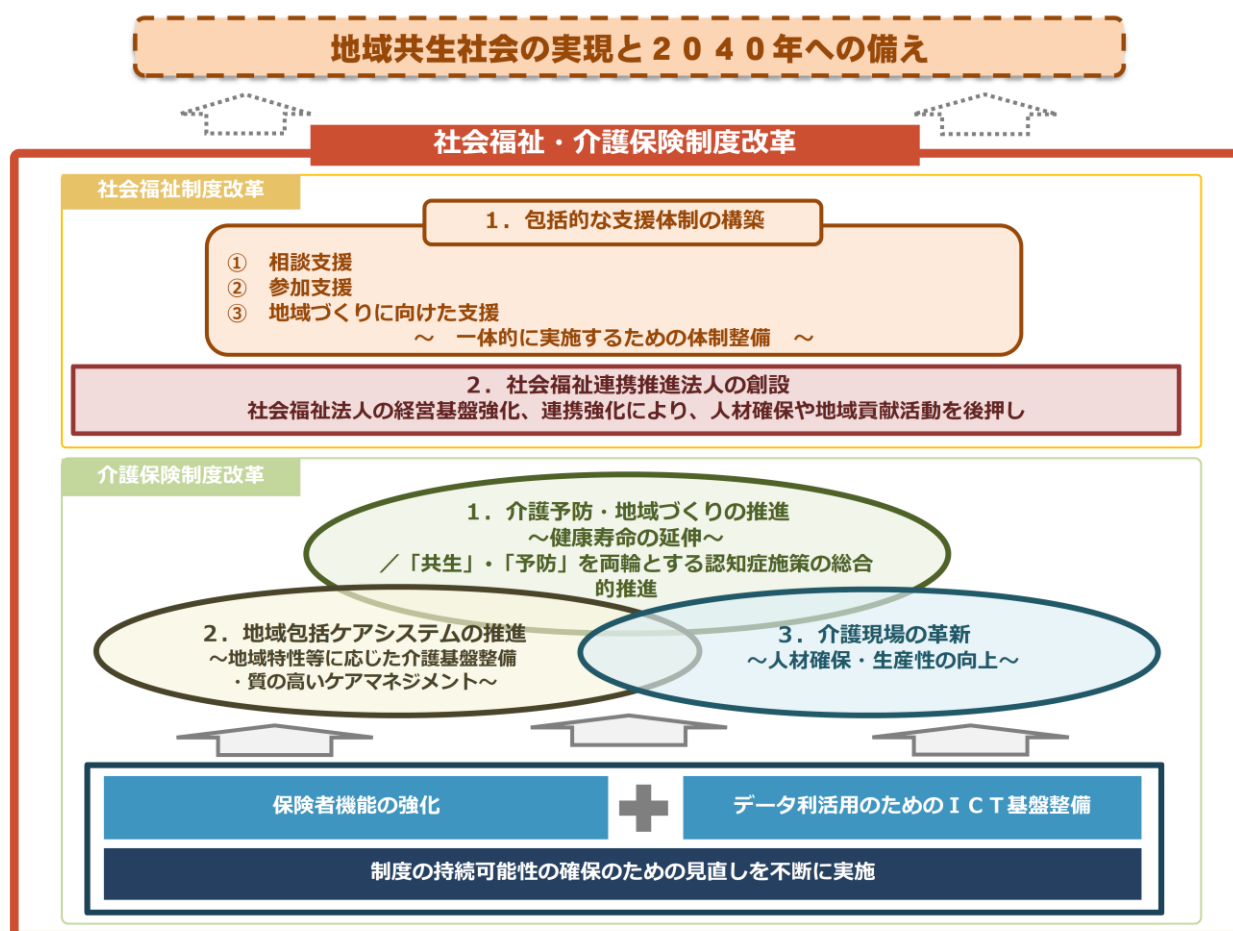 地域共生社会の実現と2040年への備え
社会福祉・介護保険制度改革
社会福祉制度改革
1．包括的な支援体制の構築
① 相談支援
② 参加支援
③ 地域づくりに向けた支援
～　一体的に実施するための体制整備　～
2．社会福祉連携推進法人の創設
社会福祉法人の経営基盤強化、連携強化により、人材確保や地域貢献活動を後押し
介護保険制度改革
1．介護予防・地域づくりの推進
～健康寿命の延伸～
／「共生」・「予防」を両輪とする認知症施策の総合
的推進
2．地域包括ケアシステムの推進
～地域特性等に応じた介護基盤整備
・質の高いケアマネジメント～
3．介護現場の革新
～人材確保・生産性の向上～
保険者機能の強化
データ利活用のためのＩＣＴ基盤整備
制度の持続可能性の確保のための見直しを不断に実施